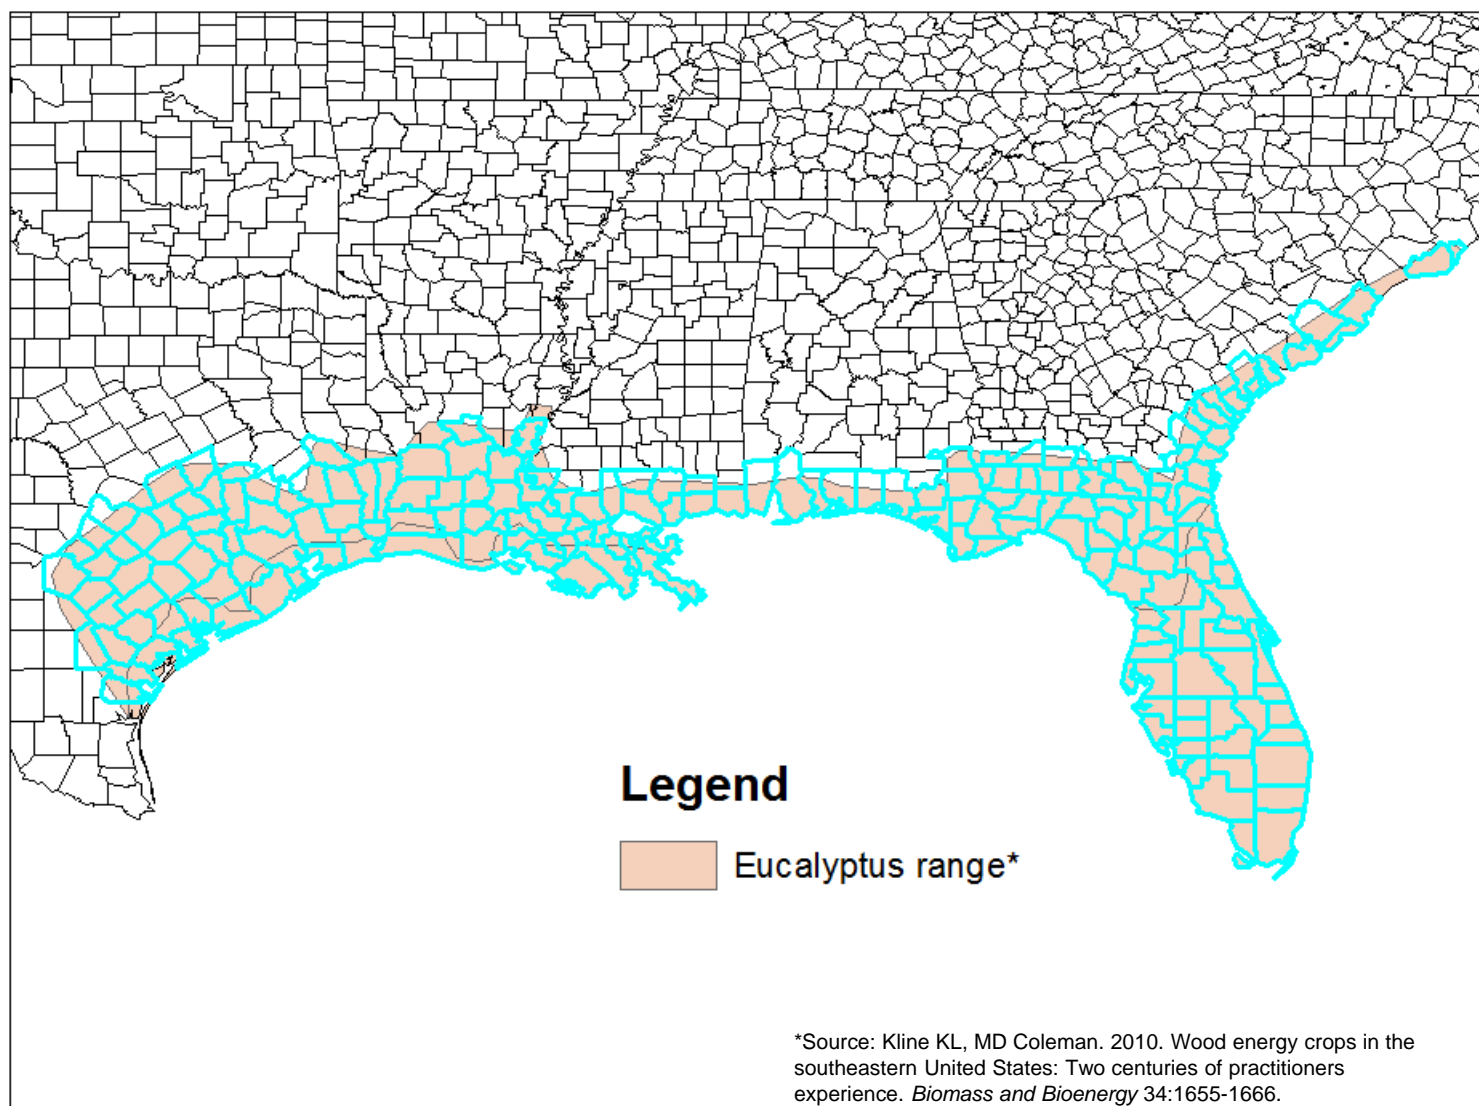 Legend
Eucalyptus range*
*Source: Kline KL, MD Coleman. 2010. Wood energy crops in the
southeastern United States: Two centuries of practitioners
experience. Biomass and Bioenergy 34:1655-1666.